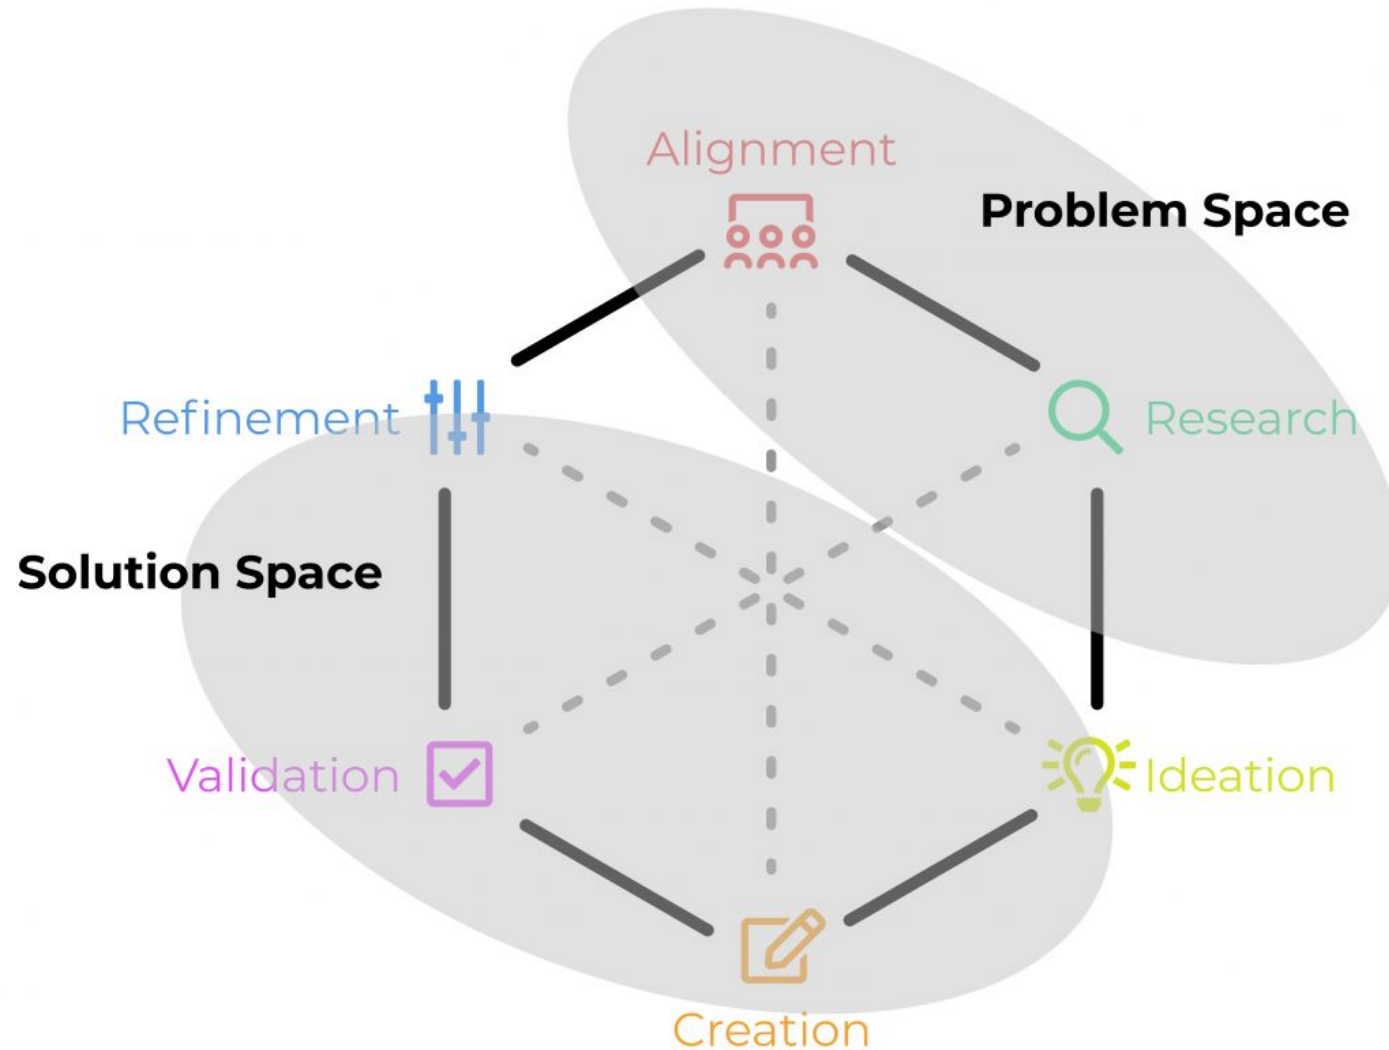 Alignment
Problem Space
Refinement
Research
Solution Space
Validation
Ideation
Creation